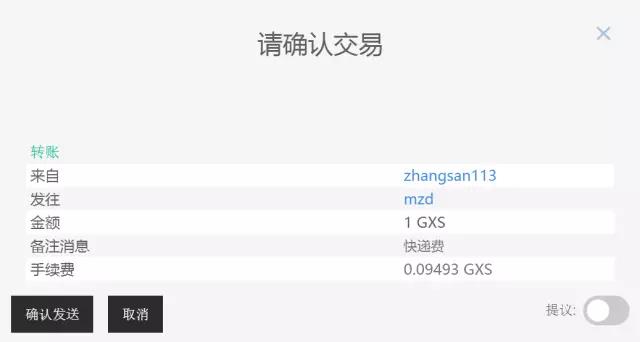 请确认交易
转账
来自 zhangsan113
发往 mzd
金额 1 GXS
备注消息 快递费
手续费 0.09493 GXS
确认发送 取消 提议: